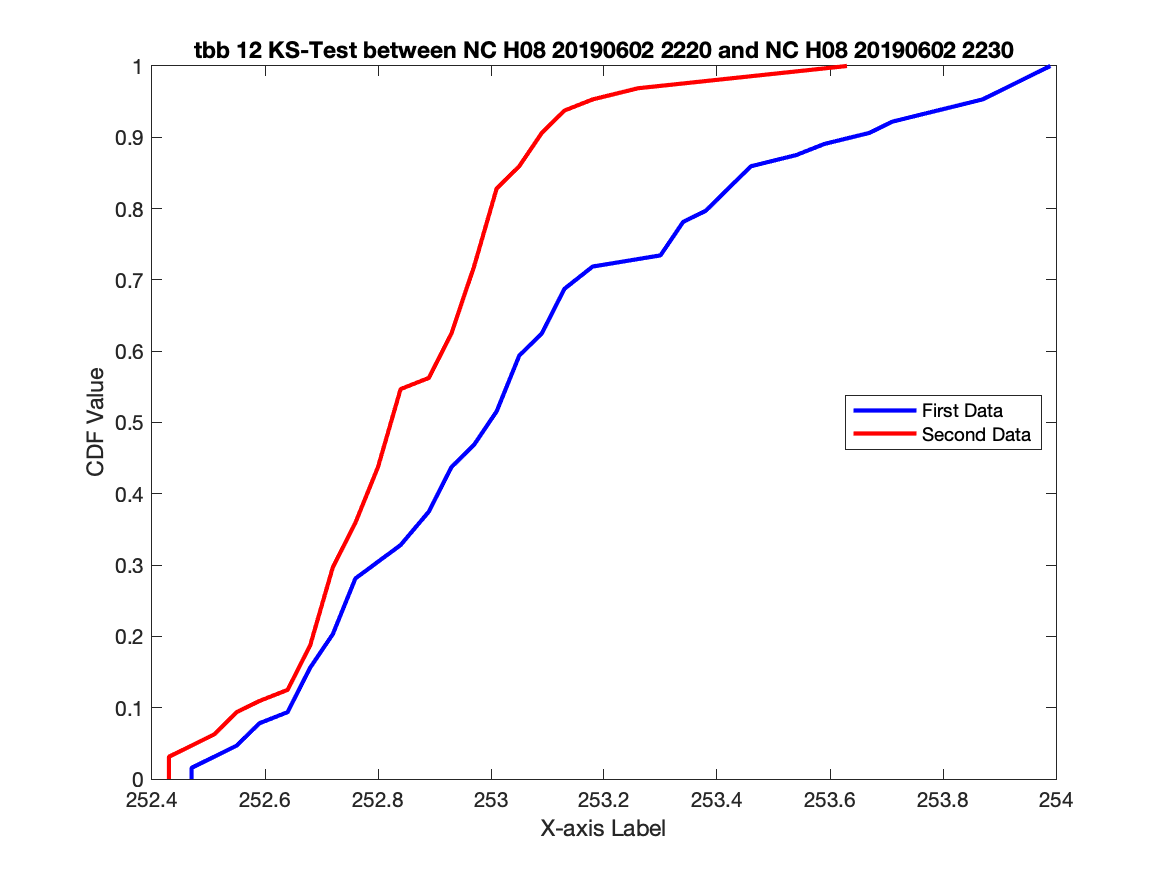 tbb 12 KS-Test between NC H08 20190602 2220 and NC H08 20190602 2230
1
0.9
0.8
0.7
0.6
0.5
0.4
0.3
0.2
0.1
0
CDF Value
First Data
Second Data
252.4 252.6 252.8 253 253.2 253.4 253.6 253.8 254
X-axis Label